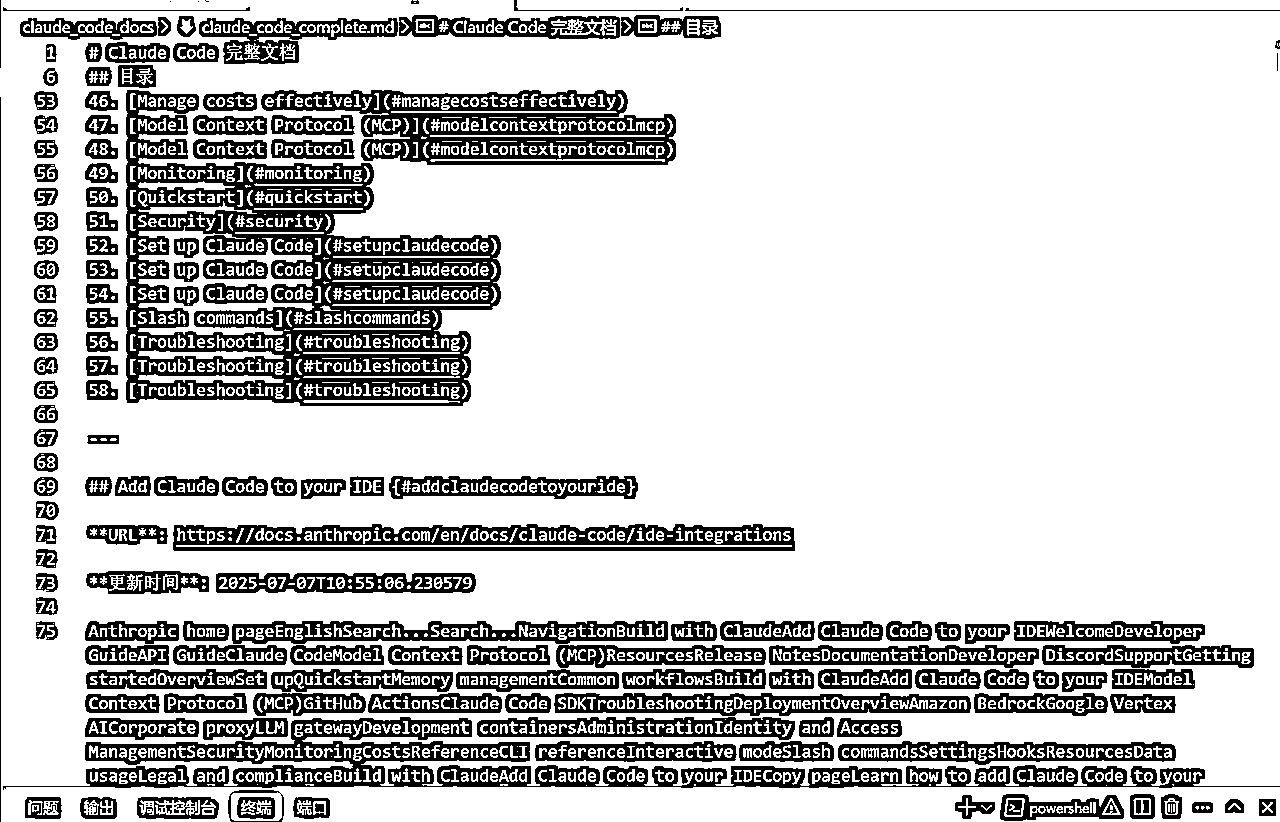 claude_code_docs > claude_code_complete.md > # Claude Code 完整文档 > ## 目录
1 # Claude Code 完整文档
6 ## 目录
53 46. [Manage costs effectively](#managecostseffectively)
54 47. [Model Context Protocol (MCP)](#modelcontextprotocolmcp)
55 48. [Model Context Protocol (MCP)](#modelcontextprotocolmcp)
56 49. [Monitoring](#monitoring)
57 50. [Quickstart](#quickstart)
58 51. [Security](#security)
59 52. [Set up Claude Code](#setupclaudecode)
60 53. [Set up Claude Code](#setupclaudecode)
61 54. [Set up Claude Code](#setupclaudecode)
62 55. [Slash commands](#slashcommands)
63 56. [Troubleshooting](#troubleshooting)
64 57. [Troubleshooting](#troubleshooting)
65 58. [Troubleshooting](#troubleshooting)
66
67 ---
68
69 ## Add Claude Code to your IDE {#addclaudecodetoyouride}
70
71 **URL**: https://docs.anthropic.com/en/docs/claude-code/ide-integrations
72
73 **更新时间**: 2025-07-07T10:55:06.230579
74
75 Anthropic home pageEnglishSearch...Search...NavigationBuild with ClaudeAdd Claude Code to your IDEWelcomeDeveloper
GuideAPI GuideClaude CodeModel Context Protocol (MCP)ResourcesRelease NotesDocumentationDeveloper DiscordSupportGetting
startedOverviewSet upQuickstartMemory managementCommon workflowsBuild with ClaudeAdd Claude Code to your IDEModel
Context Protocol (MCP)GitHub ActionsClaude Code SDKTroubleshootingDeploymentOverviewAmazon BedrockGoogle Vertex
AICorporate proxyLLM gatewayDevelopment containersAdministrationIdentity and Access
ManagementSecurityMonitoringCostsReferenceCLI referenceInteractive modeSlash commandsSettingsHooksResourcesData
usageLegal and complianceBuild with ClaudeAdd Claude Code to your IDECopy pageLearn how to add Claude Code to your
问题 输出 调试控制台 终端 端口 powershell